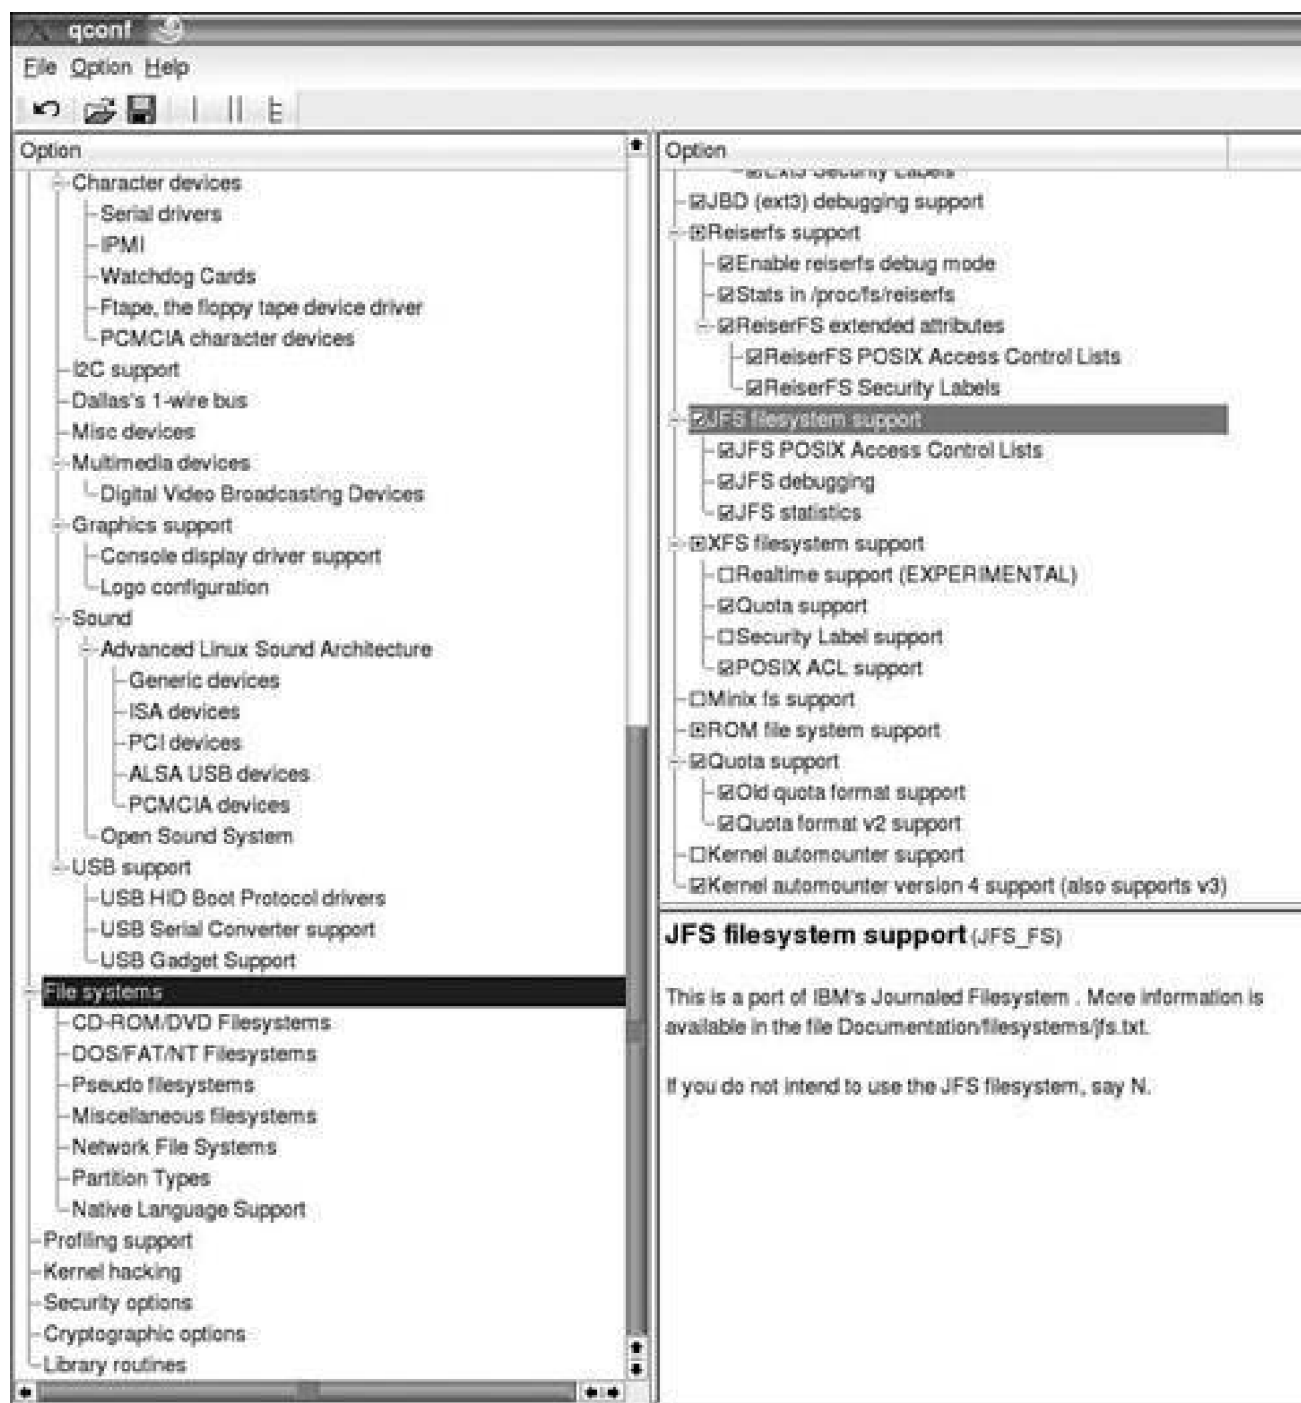 qconf
File Option Help
Option
Character devices
Serial drivers
IPMI
Watchdog Cards
Ftape, the floppy tape device driver
PCMCIA character devices
I2C support
Dallas's 1-wire bus
Misc devices
Multimedia devices
Digital Video Broadcasting Devices
Graphics support
Console display driver support
Logo configuration
Sound
Advanced Linux Sound Architecture
Generic devices
ISA devices
PCI devices
ALSA USB devices
PCMCIA devices
Open Sound System
USB support
USB HID Boot Protocol drivers
USB Serial Converter support
USB Gadget Support
File systems
CD-ROM/DVD Filesystems
DOS/FAT/NT Filesystems
Pseudo filesystems
Miscellaneous filesystems
Network File Systems
Partition Types
Native Language Support
Profiling support
Kernel hacking
Security options
Cryptographic options
Library routines
Option
Ext3 Security Labels
JBD (ext3) debugging support
Reiserfs support
Enable reiserfs debug mode
Stats in /proc/fs/reiserfs
ReiserFS extended attributes
ReiserFS POSIX Access Control Lists
ReiserFS Security Labels
JFS filesystem support
JFS POSIX Access Control Lists
JFS debugging
JFS statistics
XFS filesystem support
Realtime support (EXPERIMENTAL)
Quota support
Security Label support
POSIX ACL support
Minix fs support
ROM file system support
Quota support
Old quota format support
Quota format v2 support
Kernel automounter support
Kernel automounter version 4 support (also supports v3)
JFS filesystem support (JFS_FS)
This is a port of IBM's Journaled Filesystem . More information is
available in the file Documentation/filesystems/jfs.txt.
If you do not intend to use the JFS filesystem, say N.